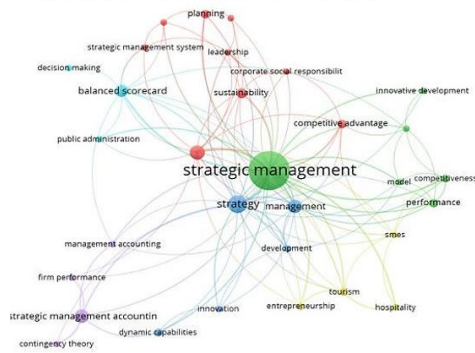 planning
strategic management system
leadership
decision making
corporate social responsibilit
balanced scorecard
sustainability
innovative development
competitive advantage
public administration
strategic management
model
competitiveness
strategy
management
performance
smes
management accounting
development
firm performance
tourism
innovation
entrepreneurship
hospitality
strategic management accountin
dynamic capabilities
contingency theory